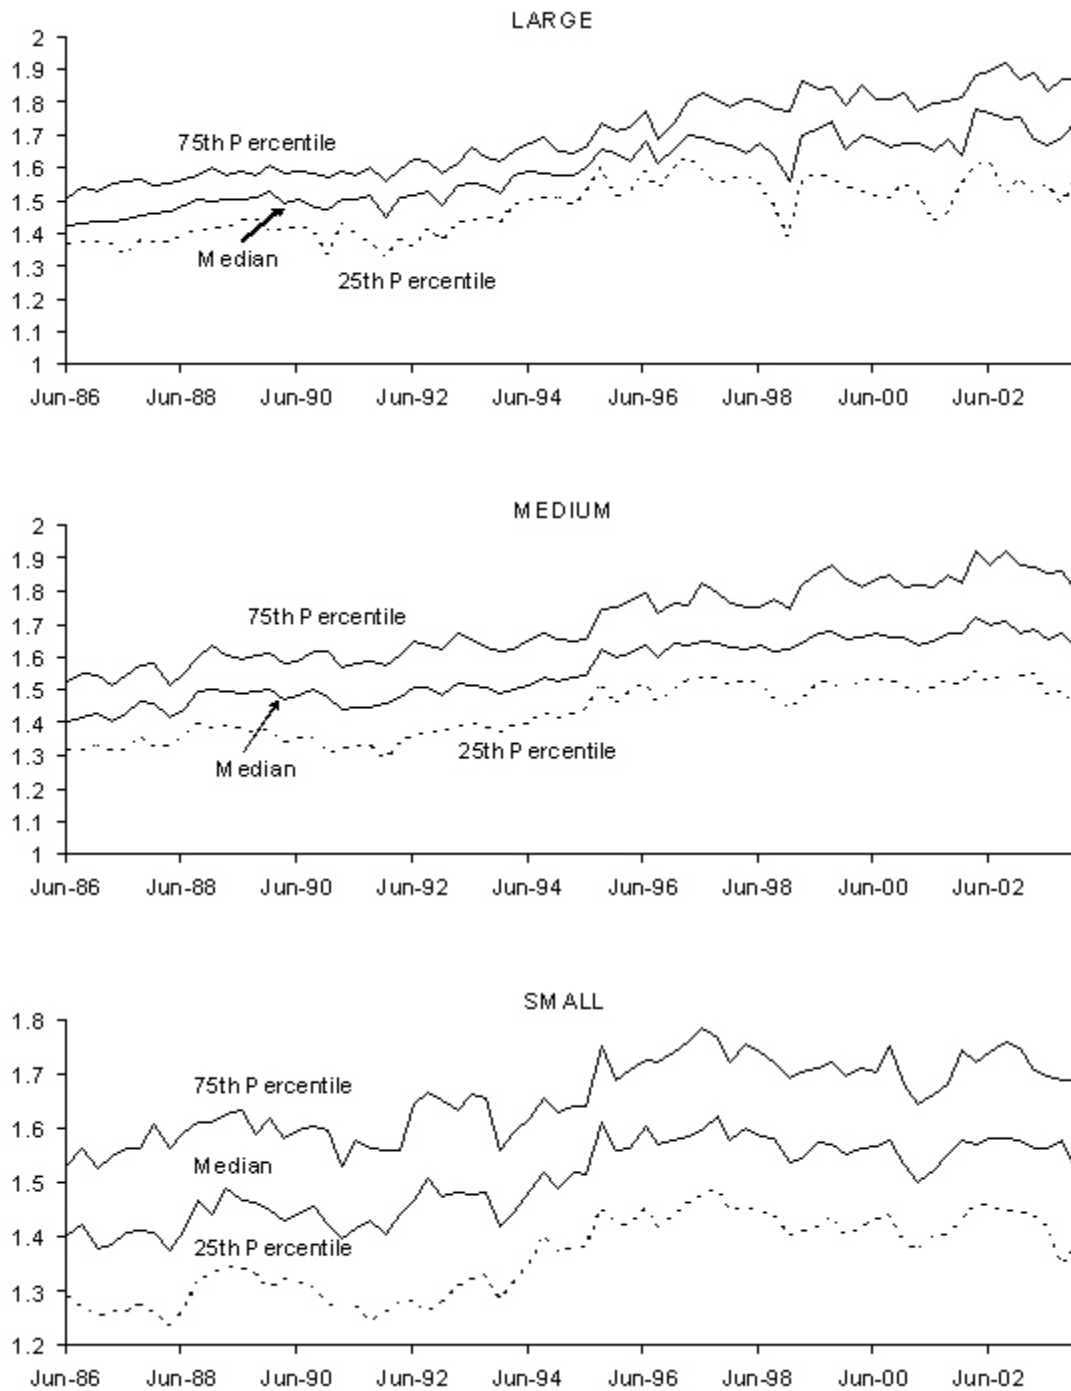 LARGE
2
1.9
1.8
1.7
75th Percentile
1.6
1.5
1.4
Median
1.3
25th Percentile
1.2
1.1
1
Jun-86 Jun-88 Jun-90 Jun-92 Jun-94 Jun-96 Jun-98 Jun-00 Jun-02
MEDIUM
2
1.9
1.8
75th Percentile
1.7
1.6
1.5
1.4
25th Percentile
1.3
Median
1.2
1.1
1
Jun-86 Jun-88 Jun-90 Jun-92 Jun-94 Jun-96 Jun-98 Jun-00 Jun-02
SMALL
1.8
1.7
75th Percentile
1.6
Median
1.5
1.4
25th Percentile
1.3
1.2
Jun-86 Jun-88 Jun-90 Jun-92 Jun-94 Jun-96 Jun-98 Jun-00 Jun-02